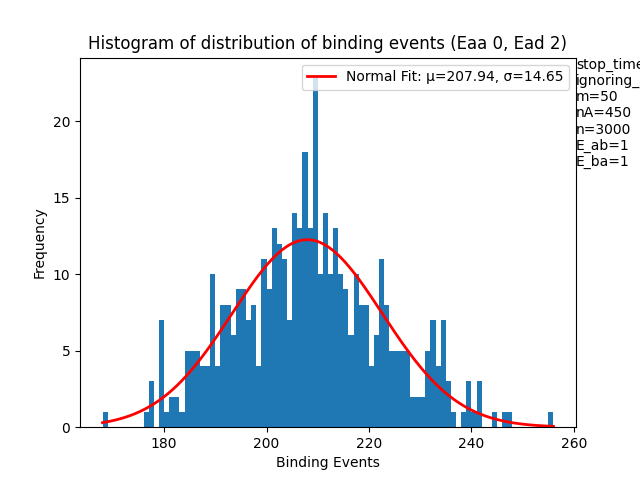 Histogram of distribution of binding events (Eaa 0, Ead 2)
Normal Fit: μ=207.94, σ=14.65
stop_time
ignoring_
m=50
nA=450
n=3000
E_ab=1
E_ba=1
Frequency
20
15
10
5
0
180
200
220
240
260
Binding Events